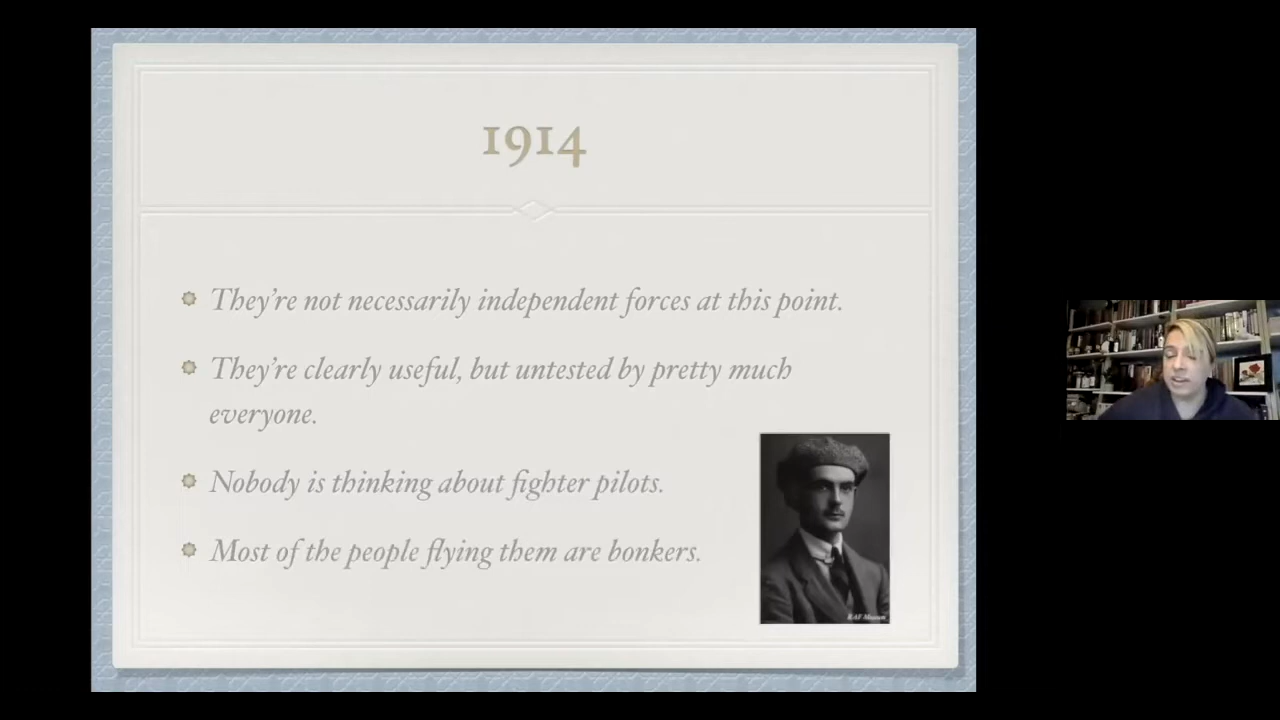 1914
They're not necessarily independent forces at this point.
They're clearly useful, but untested by pretty much
everyone.
Nobody is thinking about fighter pilots.
Most of the people flying them are bonkers.
RAF Museum